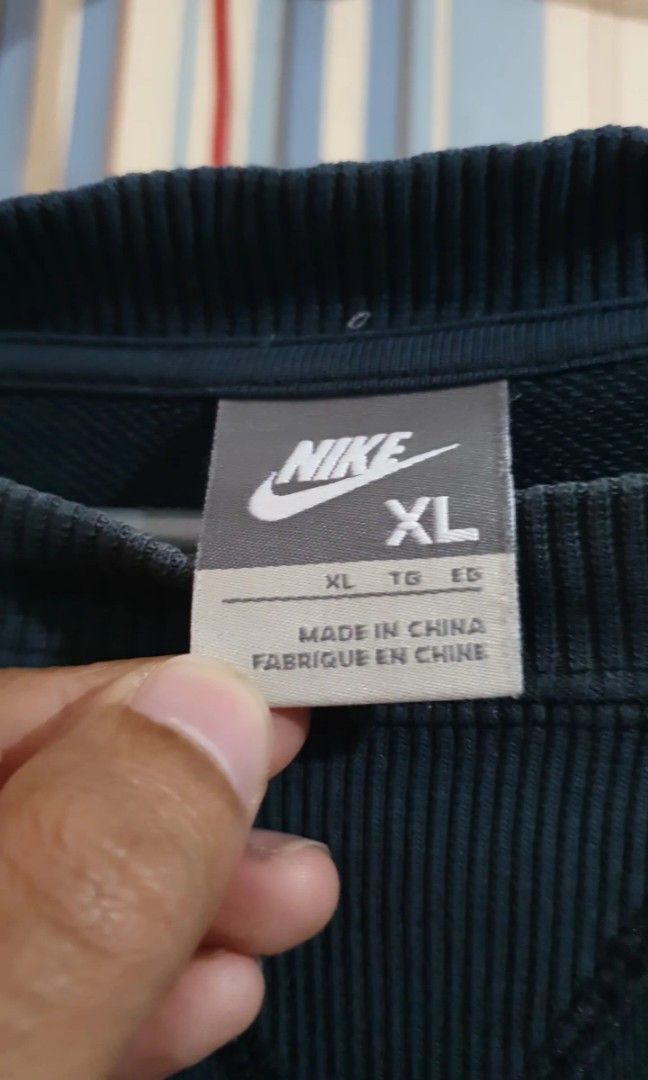 NIKE
XL
XL TG EG
MADE IN CHINA
FABRIQUE EN CHINE